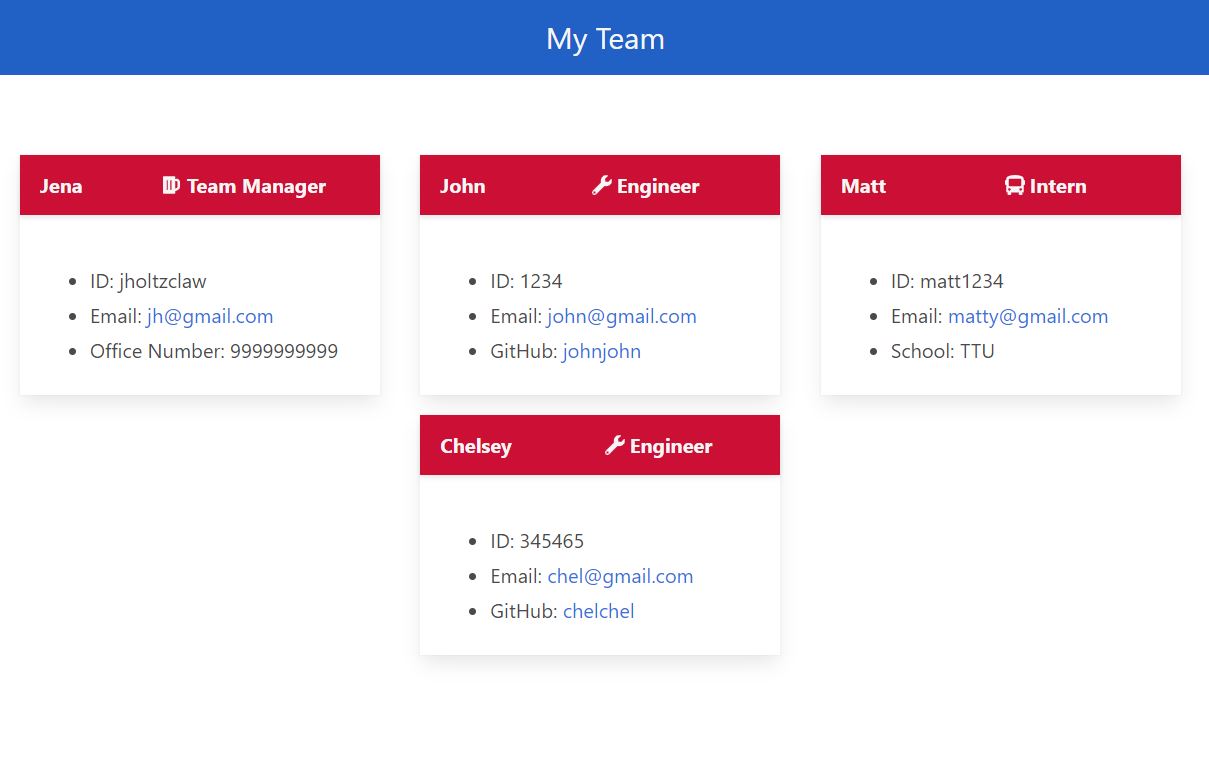 My Team
Jena Team Manager
ID: jholtzclaw
Email: jh@gmail.com
Office Number: 9999999999
John Engineer
ID: 1234
Email: john@gmail.com
GitHub: johnjohn
Matt Intern
ID: matt1234
Email: matty@gmail.com
School: TTU
Chelsey Engineer
ID: 345465
Email: chel@gmail.com
GitHub: chelchel